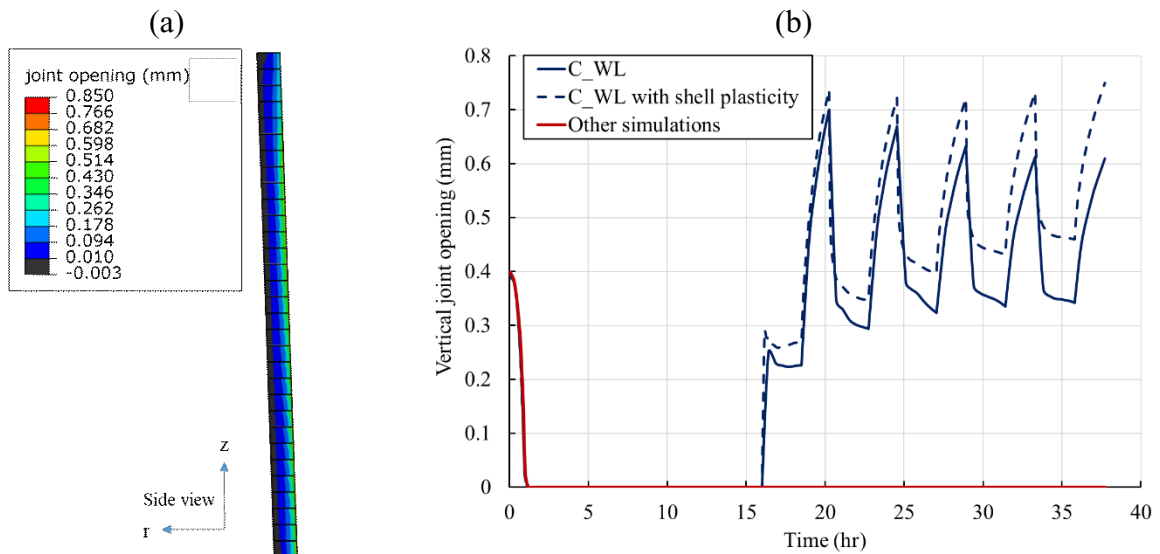 (a)
joint opening (mm)
0.850
0.766
0.682
0.598
0.514
0.430
0.346
0.262
0.178
0.094
0.010
-0.003
z
Side view
r
(b)
C_WL
C_WL with shell plasticity
Other simulations
Vertical joint opening (mm)
0.8
0.7
0.6
0.5
0.4
0.3
0.2
0.1
0
0 5 10 15 20 25 30 35 40
Time (hr)